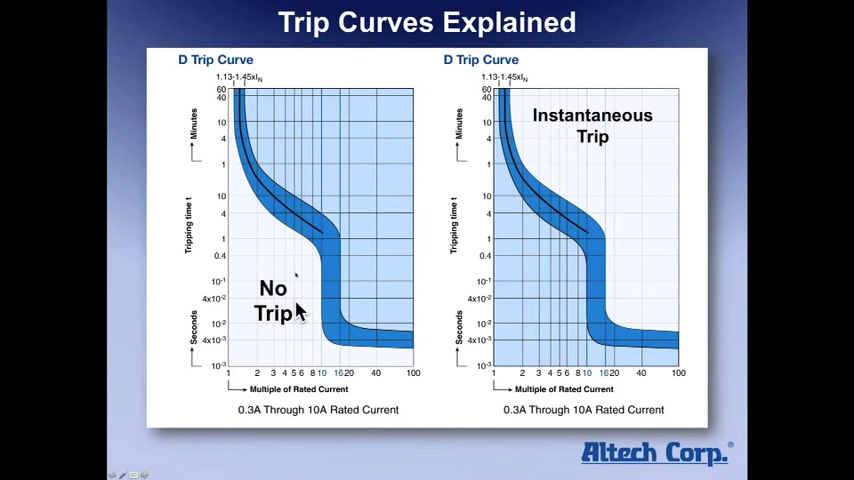 Trip Curves Explained
D Trip Curve
1.13-1.45xIN
60
40
10
4
1
10
4
1
0.4
10-1
4x10-2
10-2
4x10-3
10-3
Minutes
Tripping time t
Seconds
No
Trip
1 2 3 4 5 6 8 10 16 20 40 100
Multiple of Rated Current
0.3A Through 10A Rated Current
D Trip Curve
1.13-1.45xIN
60
40
10
4
1
10
4
1
0.4
10-1
4x10-2
10-2
4x10-3
10-3
Minutes
Tripping time t
Seconds
Instantaneous
Trip
1 2 3 4 5 6 8 10 16 20 40 100
Multiple of Rated Current
0.3A Through 10A Rated Current
Altech Corp.®